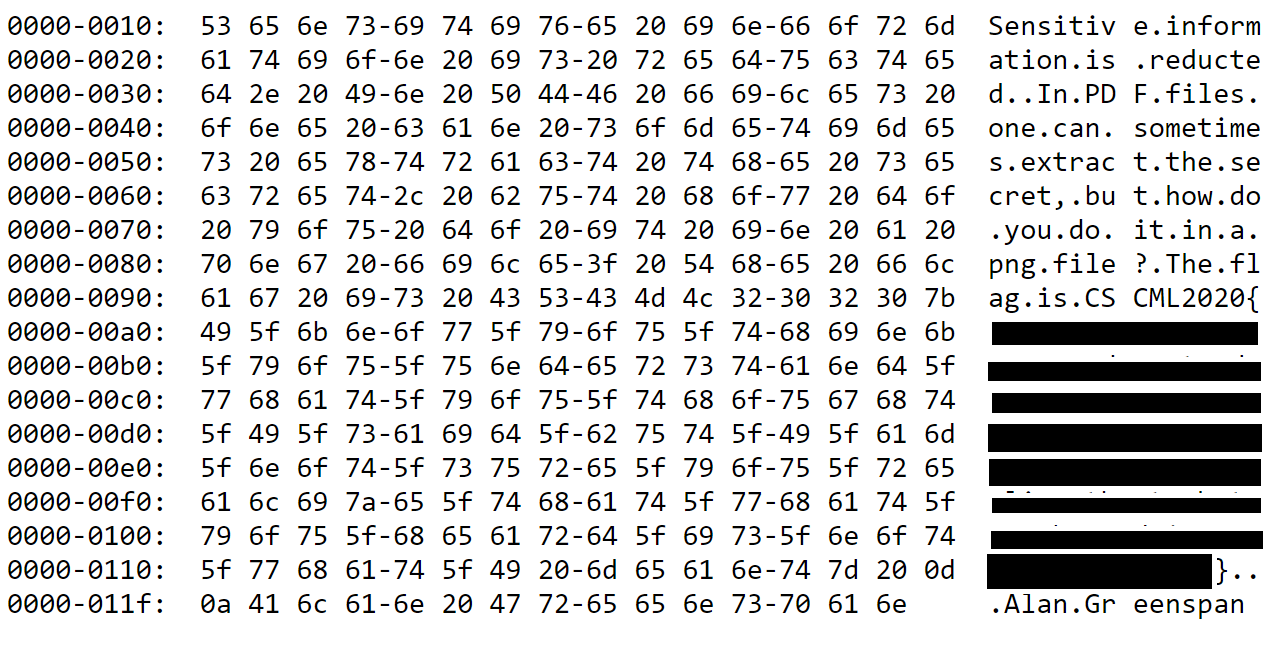 0000-0010: 53 65 6e 73-69 74 69 76-65 20 69 6e-66 6f 72 6d Sensitiv e.inform
0000-0020: 61 74 69 6f-6e 20 69 73-20 72 65 64-75 63 74 65 ation.is .reducte
0000-0030: 64 2e 20 49-6e 20 50 44-46 20 66 69-6c 65 73 20 d..In.PD F.files.
0000-0040: 6f 6e 65 20-63 61 6e 20-73 6f 6d 65-74 69 6d 65 one.can. sometime
0000-0050: 73 20 65 78-74 72 61 63-74 20 74 68-65 20 73 65 s.extrac t.the.se
0000-0060: 63 72 65 74-2c 20 62 75-74 20 68 6f-77 20 64 6f cret,.bu t.how.do
0000-0070: 20 79 6f 75-20 64 6f 20-69 74 20 69-6e 20 61 20 .you.do. it.in.a.
0000-0080: 70 6e 67 20-66 69 6c 65-3f 20 54 68-65 20 66 6c png.file ?.The.fl
0000-0090: 61 67 20 69-73 20 43 53-43 4d 4c 32-30 32 30 7b ag.is.CS CML2020{
0000-00a0: 49 5f 6b 6e-6f 77 5f 79-6f 75 5f 74-68 69 6e 6b
0000-00b0: 5f 79 6f 75-5f 75 6e 64-65 72 73 74-61 6e 64 5f
0000-00c0: 77 68 61 74-5f 79 6f 75-5f 74 68 6f-75 67 68 74
0000-00d0: 5f 49 5f 73-61 69 64 5f-62 75 74 5f-49 5f 61 6d
0000-00e0: 5f 6e 6f 74-5f 73 75 72-65 5f 79 6f-75 5f 72 65
0000-00f0: 61 6c 69 7a-65 5f 74 68-61 74 5f 77-68 61 74 5f
0000-0100: 79 6f 75 5f-68 65 61 72-64 5f 69 73-5f 6e 6f 74
0000-0110: 5f 77 68 61-74 5f 49 20-6d 65 61 6e-74 7d 20 0d }..
0000-011f: 0a 41 6c 61-6e 20 47 72-65 65 6e 73-70 61 6e .Alan.Gr eenspan